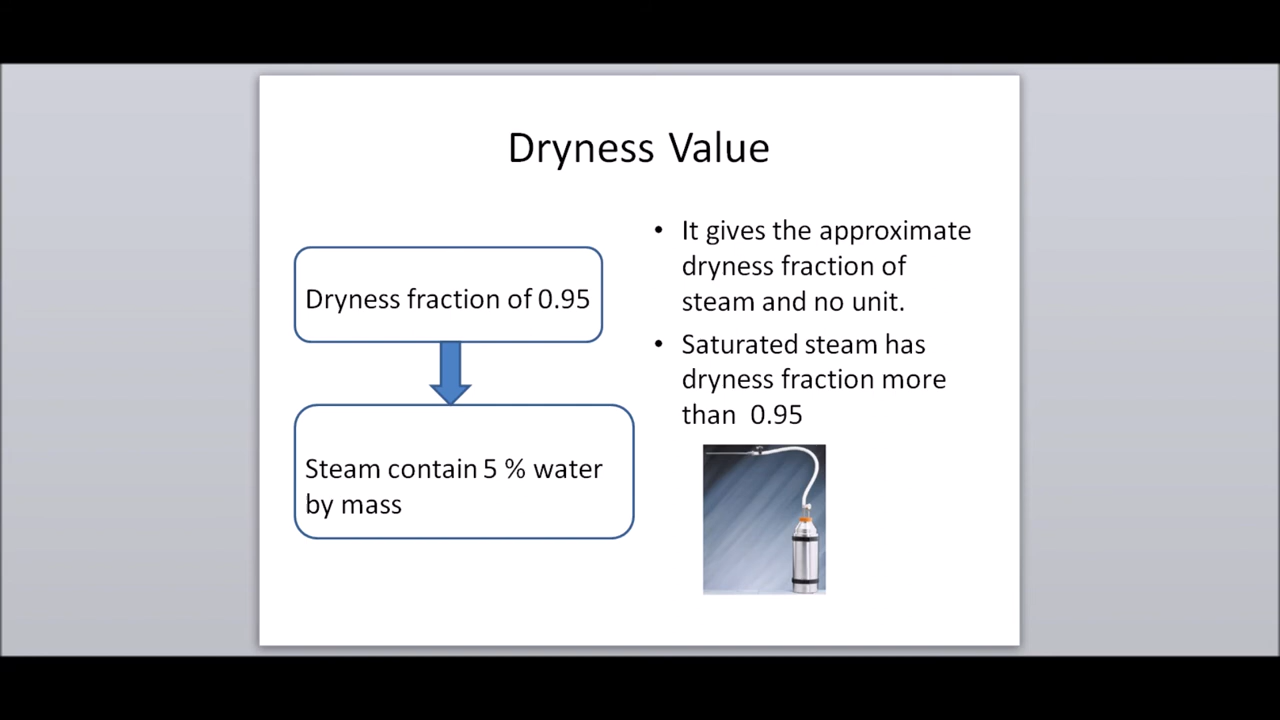 Dryness Value
Dryness fraction of 0.95
Steam contain 5 % water
by mass
• It gives the approximate
dryness fraction of
steam and no unit.
• Saturated steam has
dryness fraction more
than 0.95